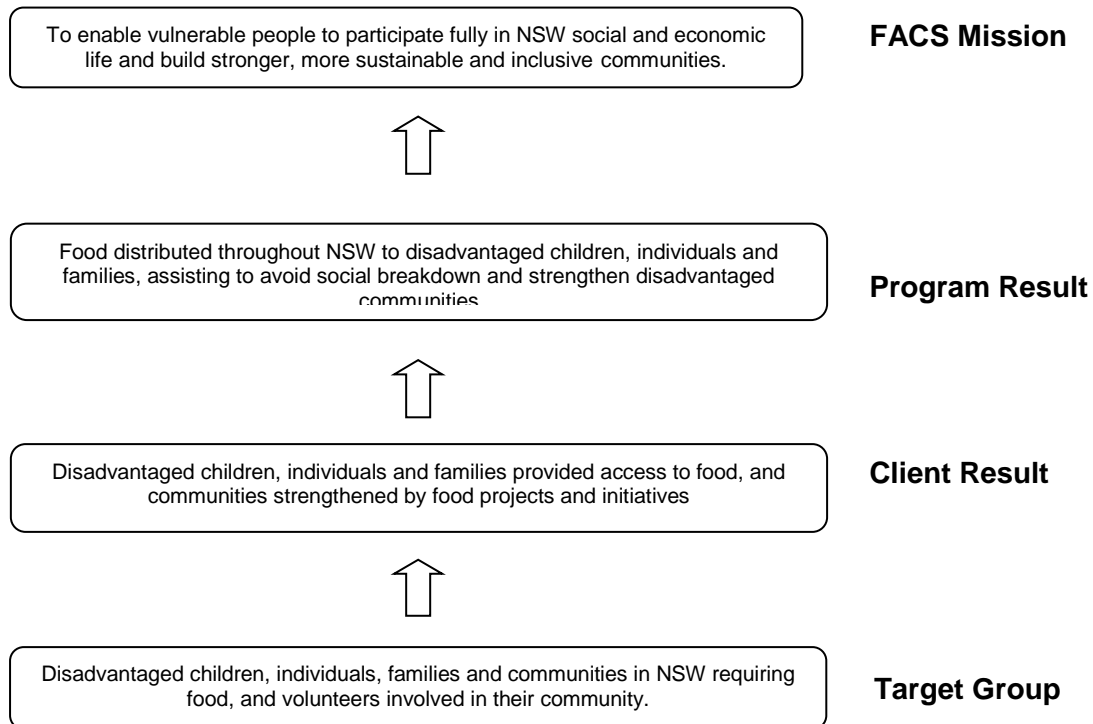 To enable vulnerable people to participate fully in NSW social and economic
life and build stronger, more sustainable and inclusive communities.
FACS Mission
Food distributed throughout NSW to disadvantaged children, individuals and
families, assisting to avoid social breakdown and strengthen disadvantaged
communities
Program Result
Disadvantaged children, individuals and families provided access to food, and
communities strengthened by food projects and initiatives
Client Result
Disadvantaged children, individuals, families and communities in NSW requiring
food, and volunteers involved in their community.
Target Group